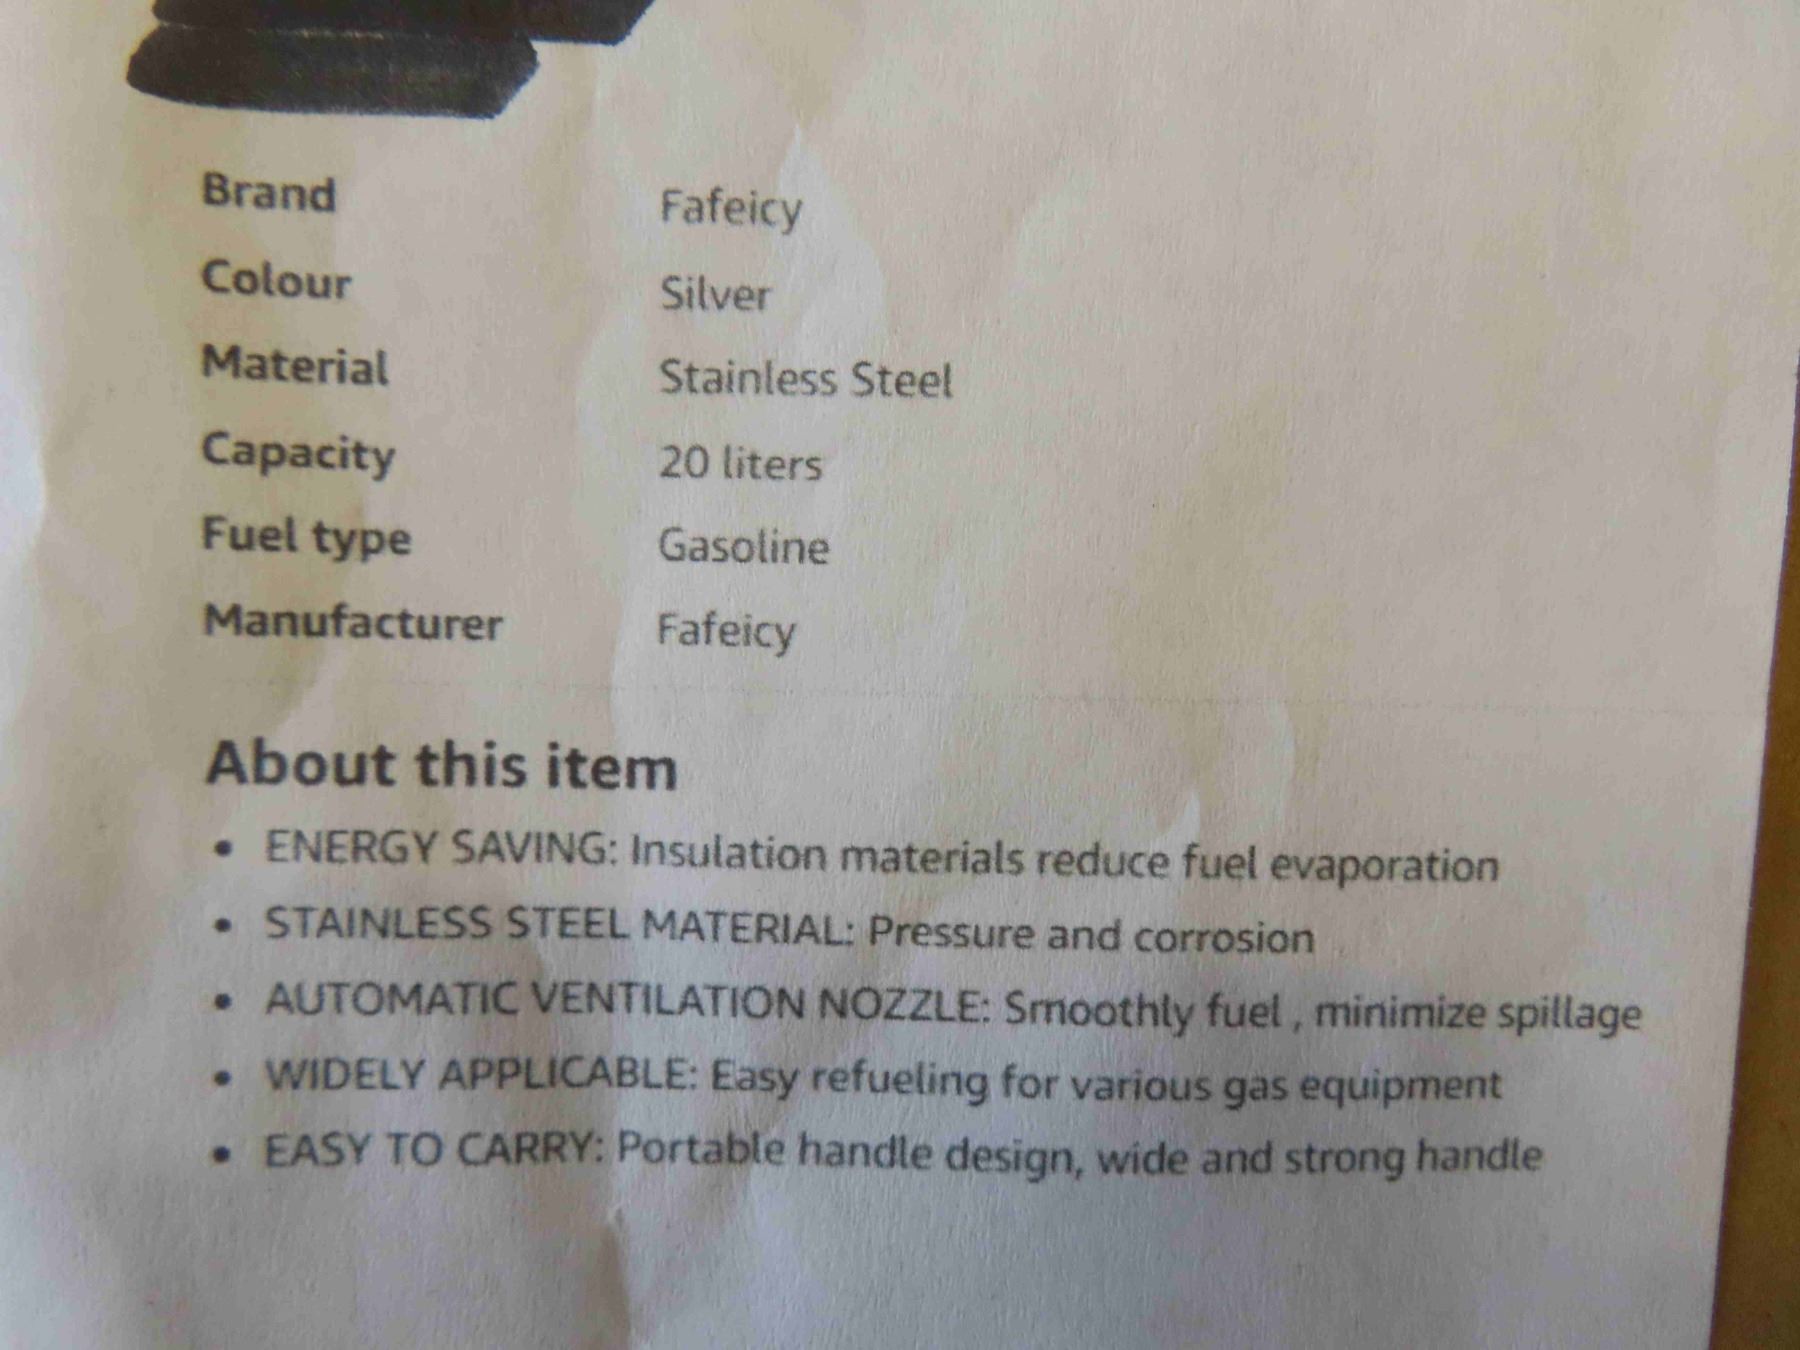 Brand Fafeicy
Colour Silver
Material Stainless Steel
Capacity 20 liters
Fuel type Gasoline
Manufacturer Fafeicy
About this item
• ENERGY SAVING: Insulation materials reduce fuel evaporation
• STAINLESS STEEL MATERIAL: Pressure and corrosion
• AUTOMATIC VENTILATION NOZZLE: Smoothly fuel , minimize spillage
• WIDELY APPLICABLE: Easy refueling for various gas equipment
• EASY TO CARRY: Portable handle design, wide and strong handle